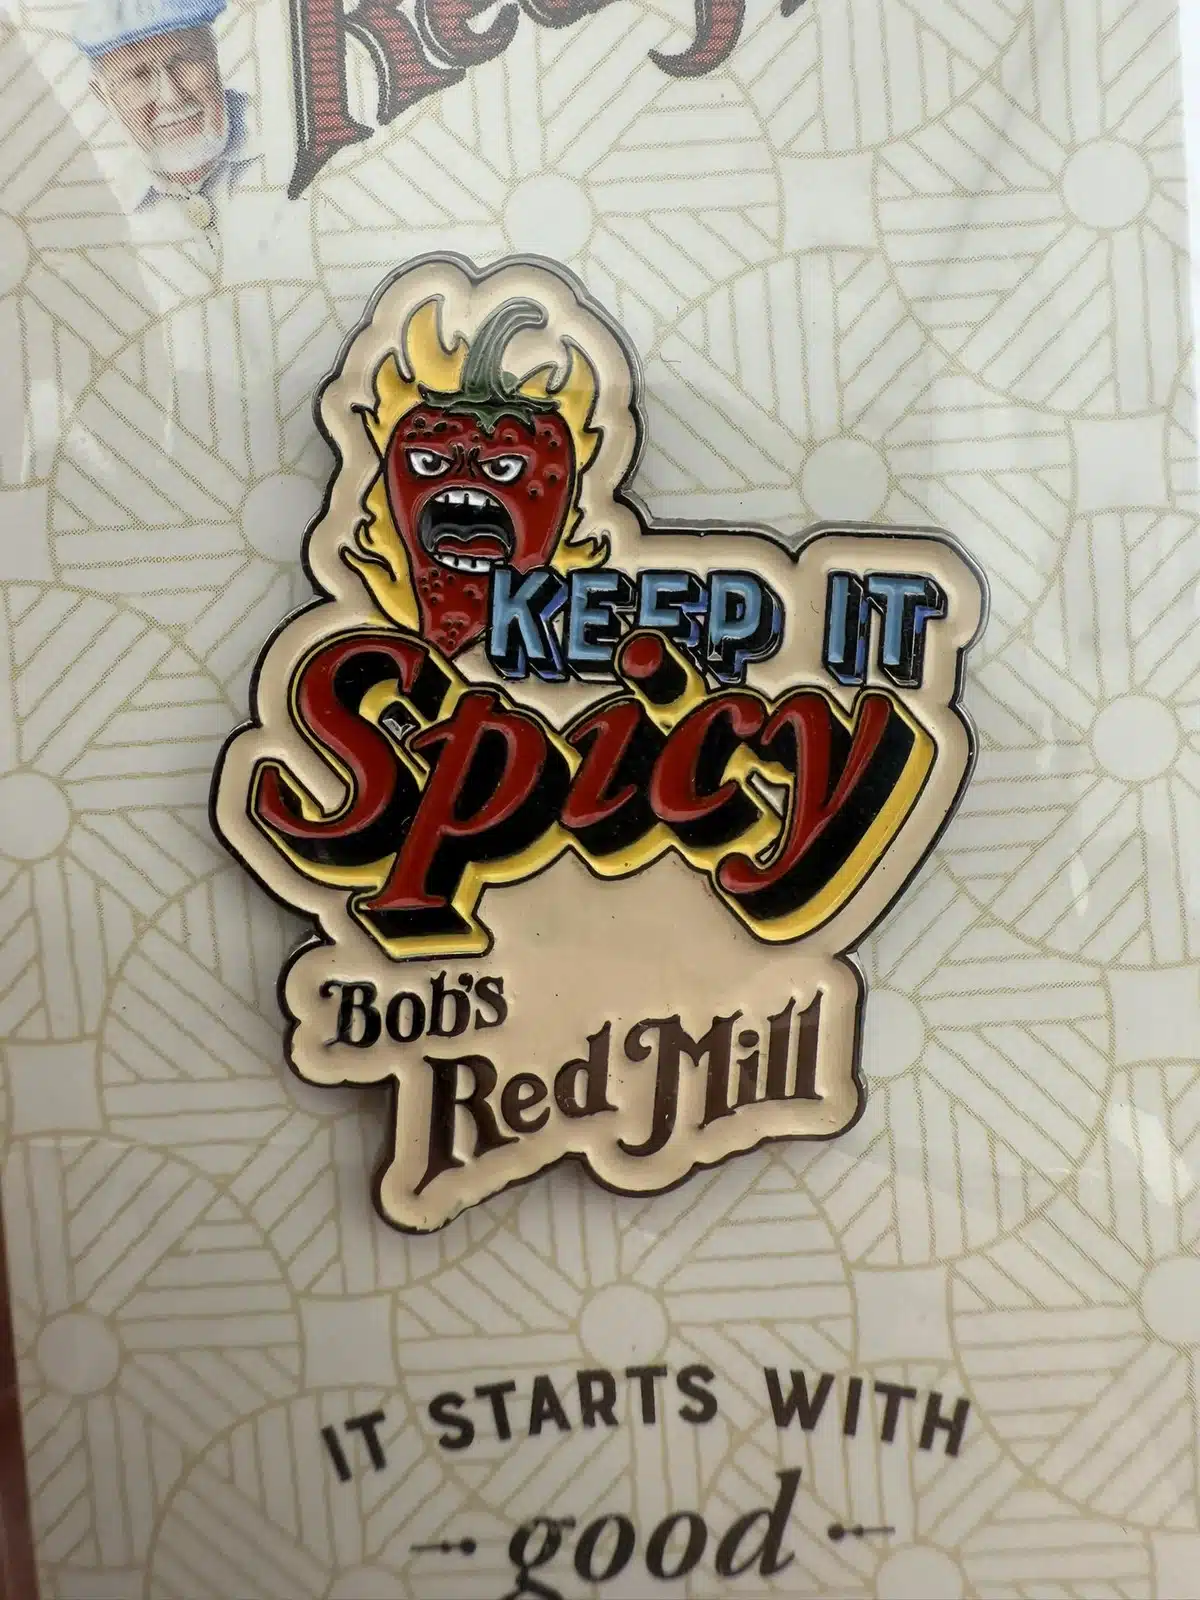 KEEP IT
Spicy
Bob's
Red Mill
IT STARTS WITH
good